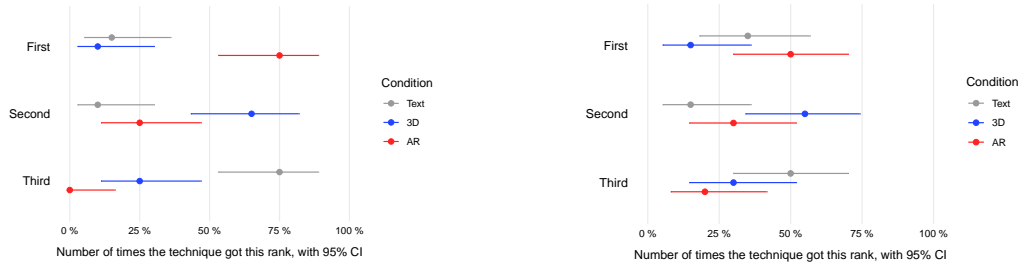 First
Second
Third
0 %
25 %
50 %
75 %
100 %
Number of times the technique got this rank, with 95% CI
Condition
Text
3D
AR
First
Second
Third
0 %
25 %
50 %
75 %
100 %
Number of times the technique got this rank, with 95% CI
Condition
Text
3D
AR